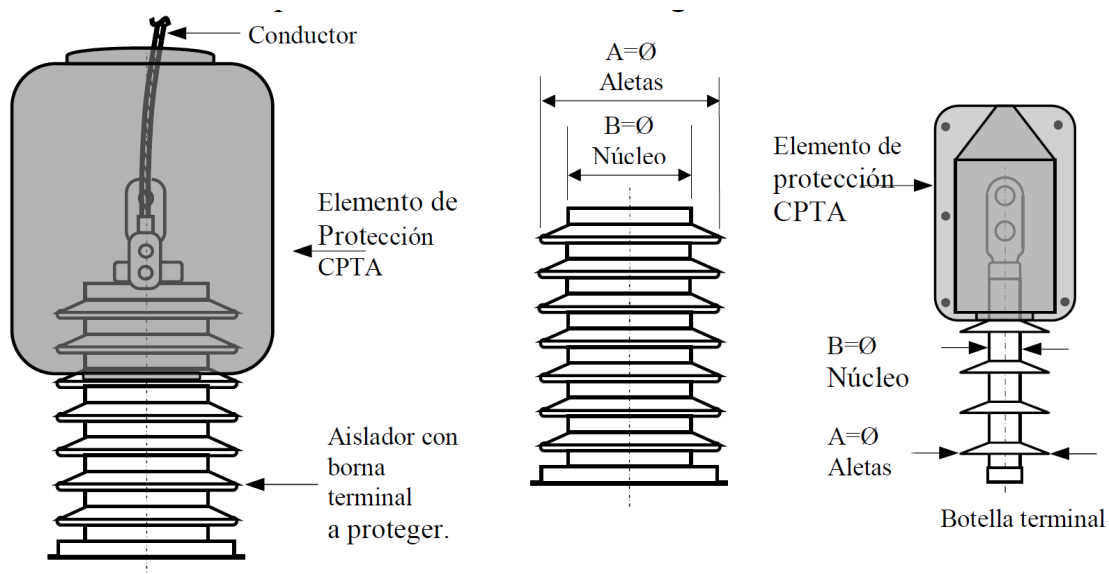 Conductor
Elemento de
Protección
CPTA
Aislador con
borna
terminal
a proteger.
A=Ø
Aletas
B=Ø
Núcleo
Elemento de
protección
CPTA
B=Ø
Núcleo
A=Ø
Aletas
Botella terminal